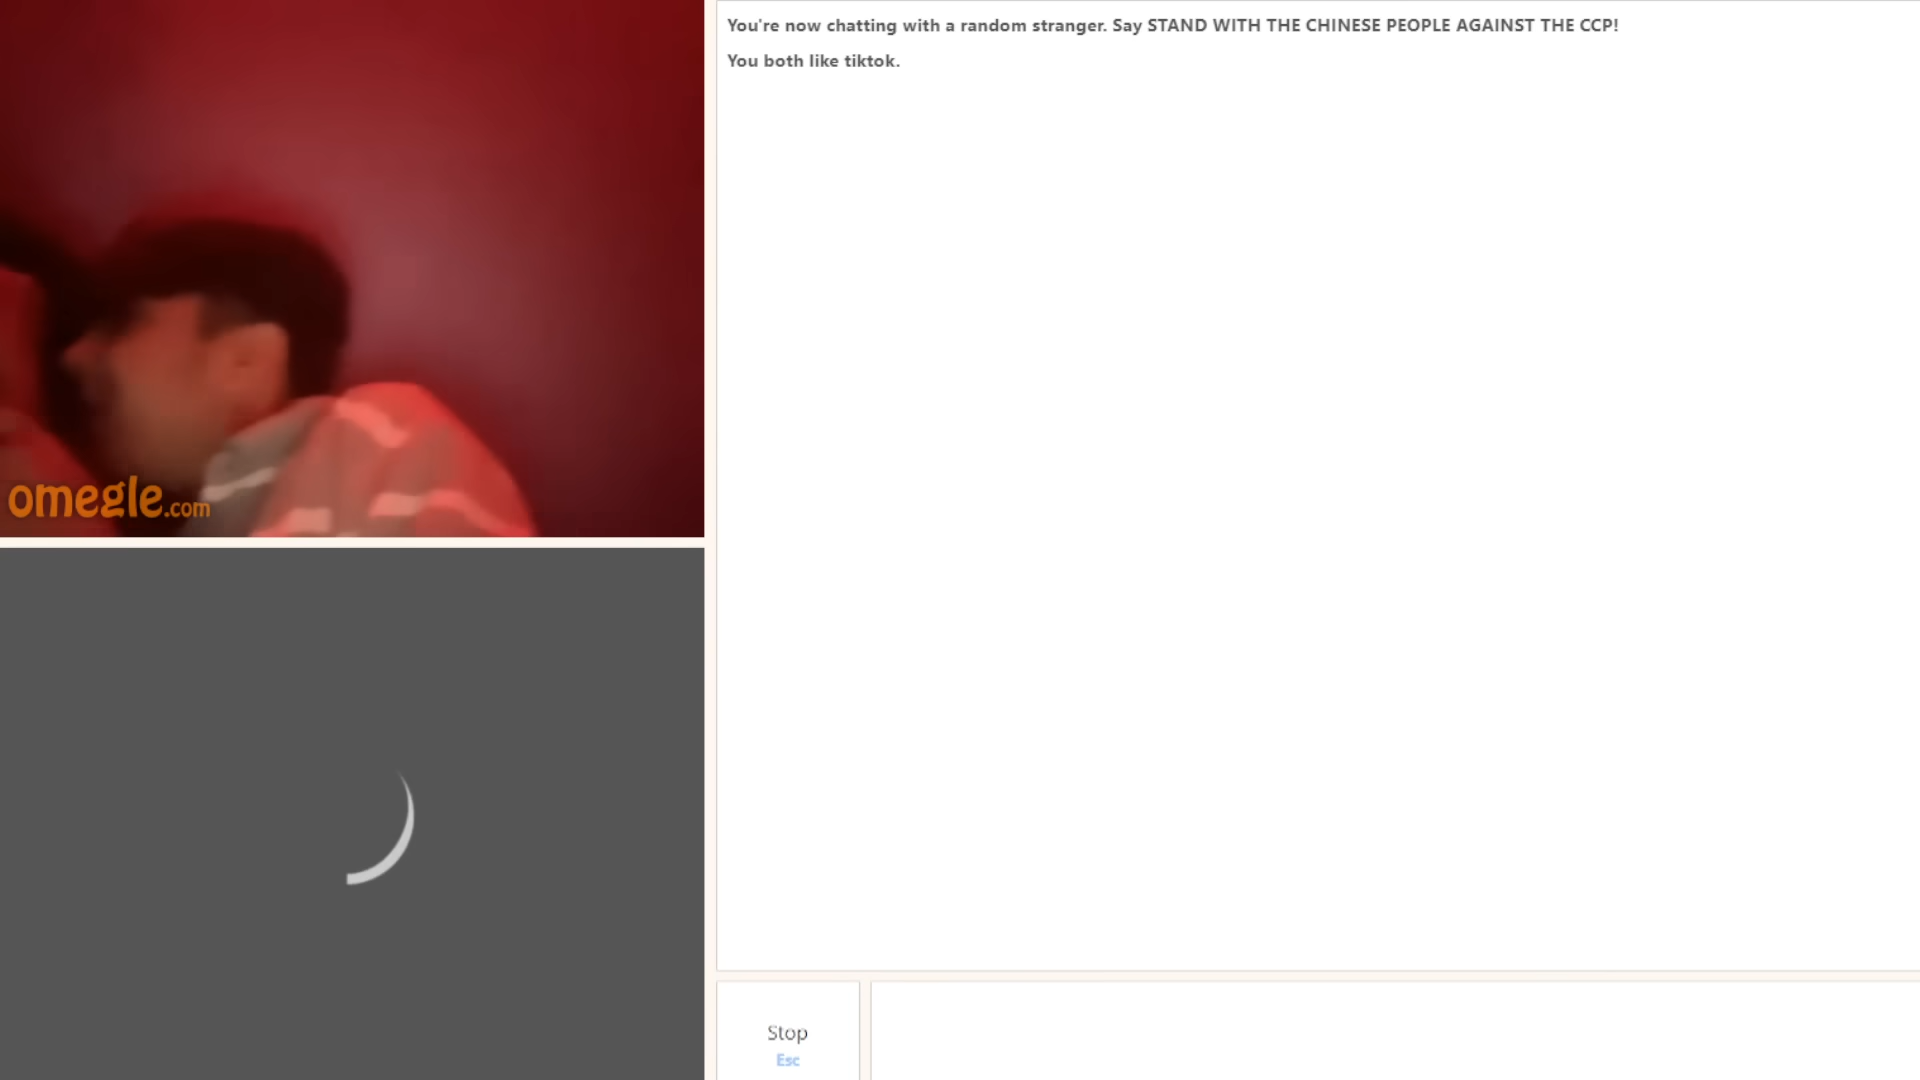 You're now chatting with a random stranger. Say STAND WITH THE CHINESE PEOPLE AGAINST THE CCP!
You both like tiktok.
omegle.com
Stop
Esc